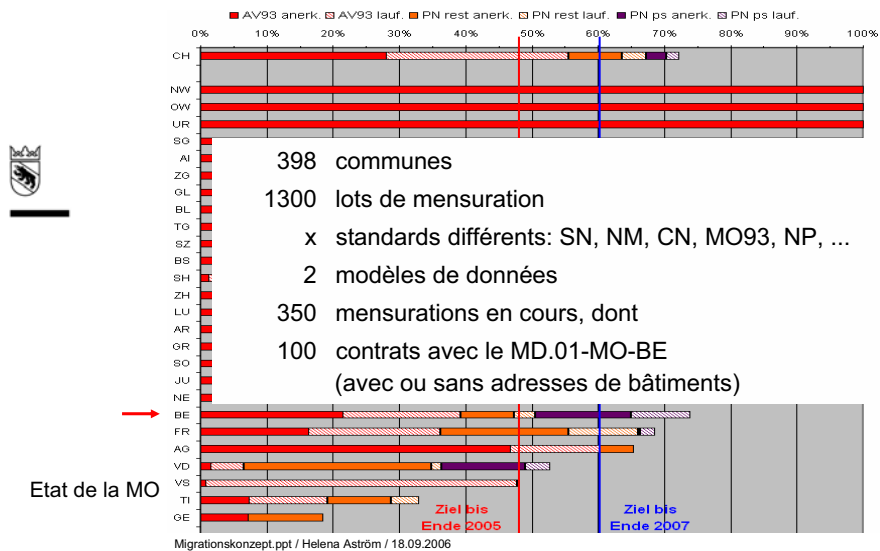 AV93 anerk. AV93 lauf. PN rest anerk. PN rest lauf. PN ps anerk. PN ps lauf.
0% 10% 20% 30% 40% 50% 60% 70% 80% 90% 100%
CH
NW
OW
UR
SG
AI
ZG
GL
BL
TG
SZ
BS
SH
ZH
LU
AR
GR
SO
JU
NE
BE
FR
AG
VD
VS
TI
GE
398 communes
1300 lots de mensuration
x standards différents: SN, NM, CN, MO93, NP, ...
2 modèles de données
350 mensurations en cours, dont
100 contrats avec le MD.01-MO-BE
(avec ou sans adresses de bâtiments)
Etat de la MO
Ziel bis
Ende 2005
Ziel bis
Ende 2007
Migrationskonzept.ppt / Helena Aström / 18.09.2006